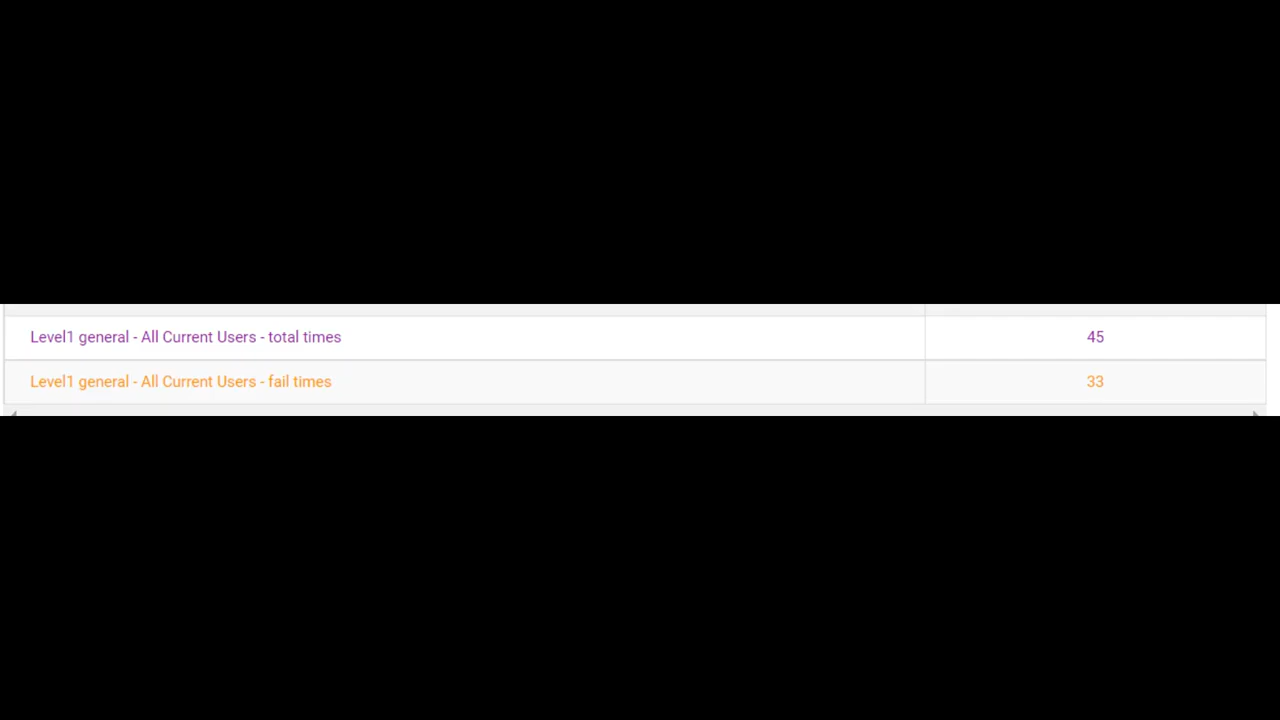 Level1 general - All Current Users - total times 45
Level1 general - All Current Users - fail times 33